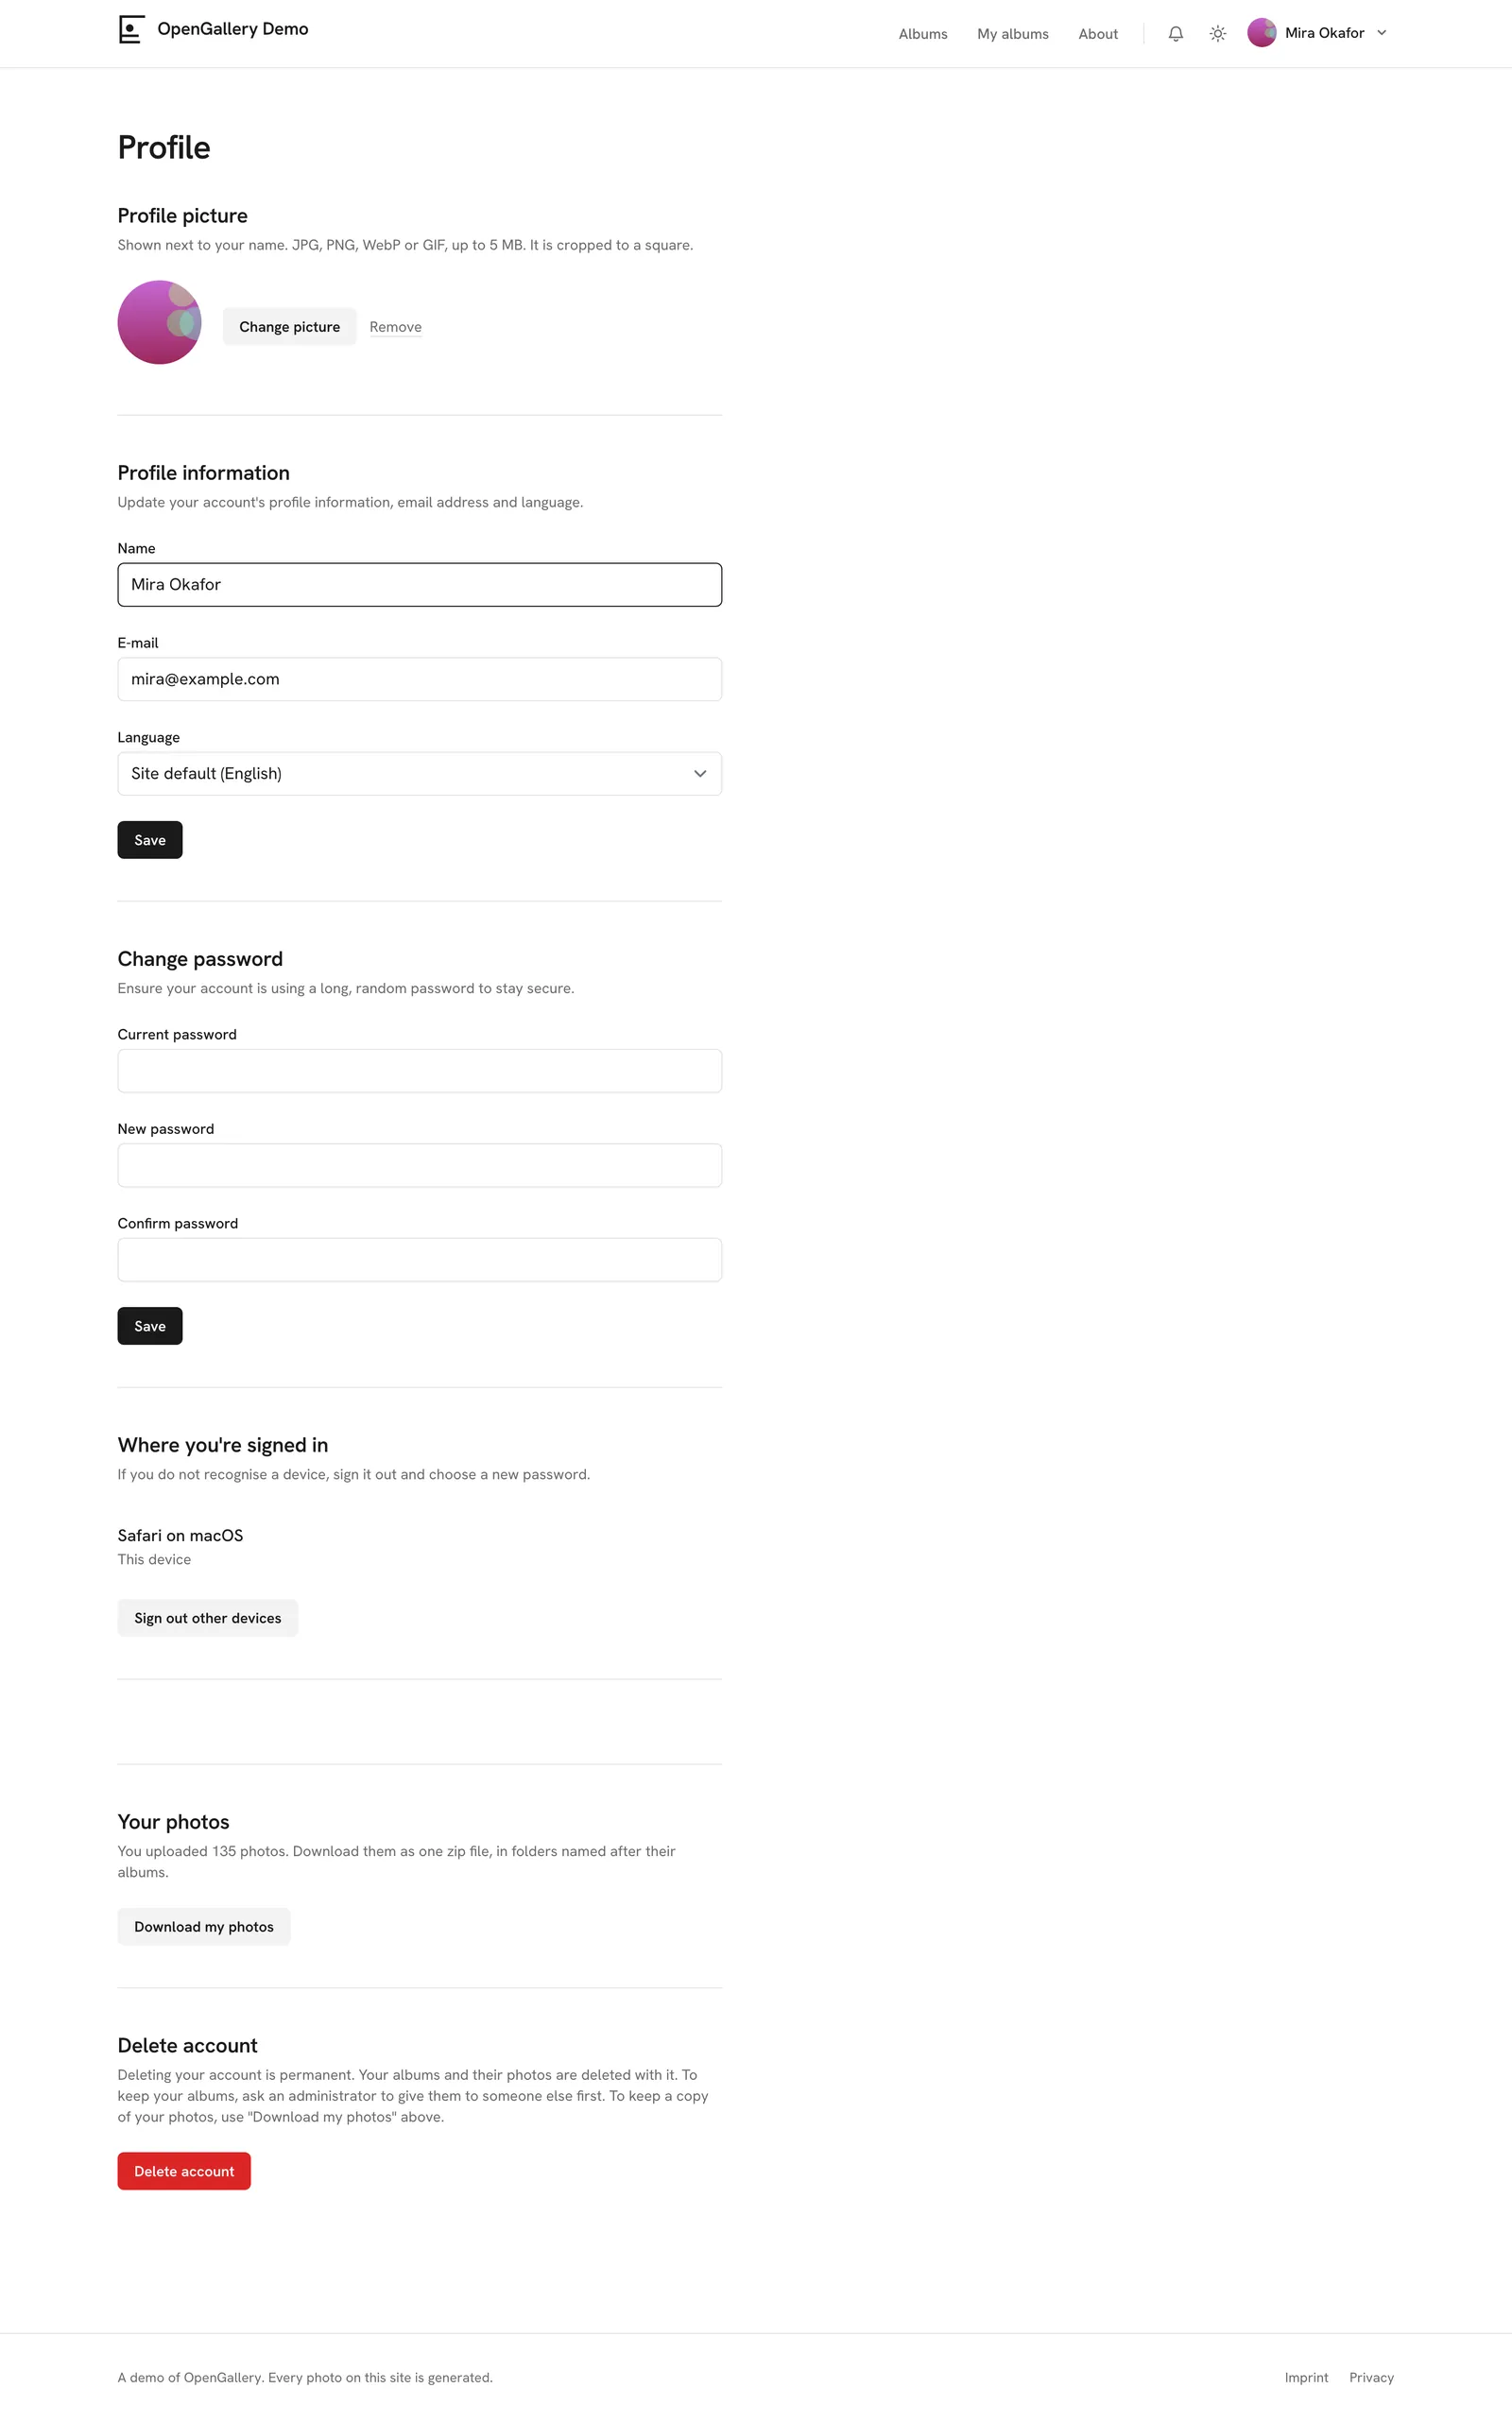 OpenGallery Demo
Albums
My albums
About
Mira Okafor
Profile
Profile picture
Shown next to your name. JPG, PNG, WebP or GIF, up to 5 MB. It is cropped to a square.
Change picture
Remove
Profile information
Update your account's profile information, email address and language.
Name
Mira Okafor
E-mail
mira@example.com
Language
Site default (English)
Save
Change password
Ensure your account is using a long, random password to stay secure.
Current password
New password
Confirm password
Save
Where you're signed in
If you do not recognise a device, sign it out and choose a new password.
Safari on macOS
This device
Sign out other devices
Your photos
You uploaded 135 photos. Download them as one zip file, in folders named after their
albums.
Download my photos
Delete account
Deleting your account is permanent. Your albums and their photos are deleted with it. To
keep your albums, ask an administrator to give them to someone else first. To keep a copy
of your photos, use "Download my photos" above.
Delete account
A demo of OpenGallery. Every photo on this site is generated.
Imprint
Privacy